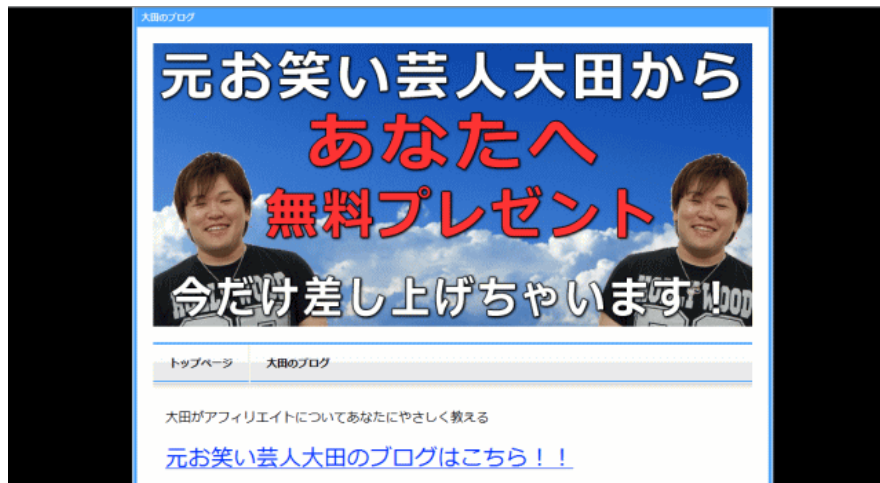 大田のブログ
元お笑い芸人大田から
あなたへ
無料プレゼント
今だけ差し上げちゃいます！
トップページ 大田のブログ
大田がアフィリエイトについてあなたにやさしく教える
元お笑い芸人大田のブログはこちら！！